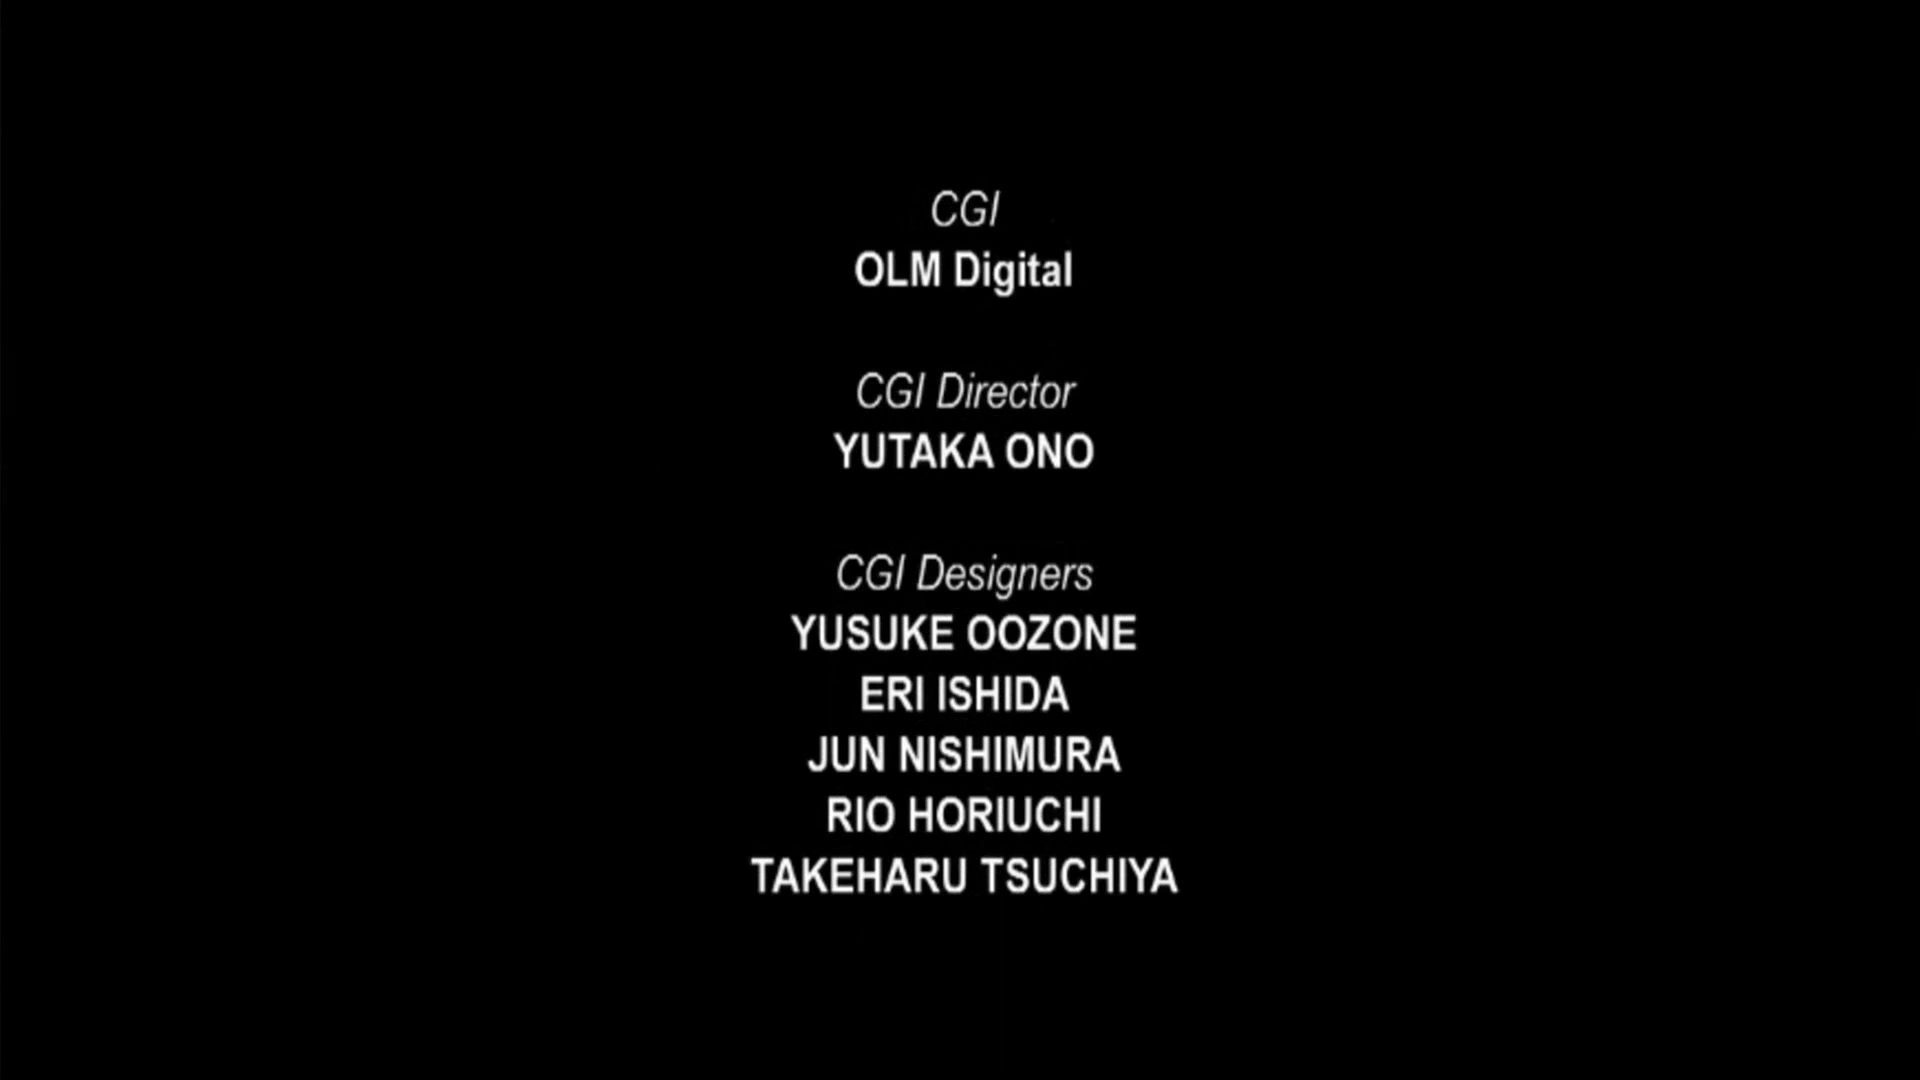 CGI
OLM Digital
CGI Director
YUTAKA ONO
CGI Designers
YUSUKE OOZONE
ERI ISHIDA
JUN NISHIMURA
RIO HORIUCHI
TAKEHARU TSUCHIYA